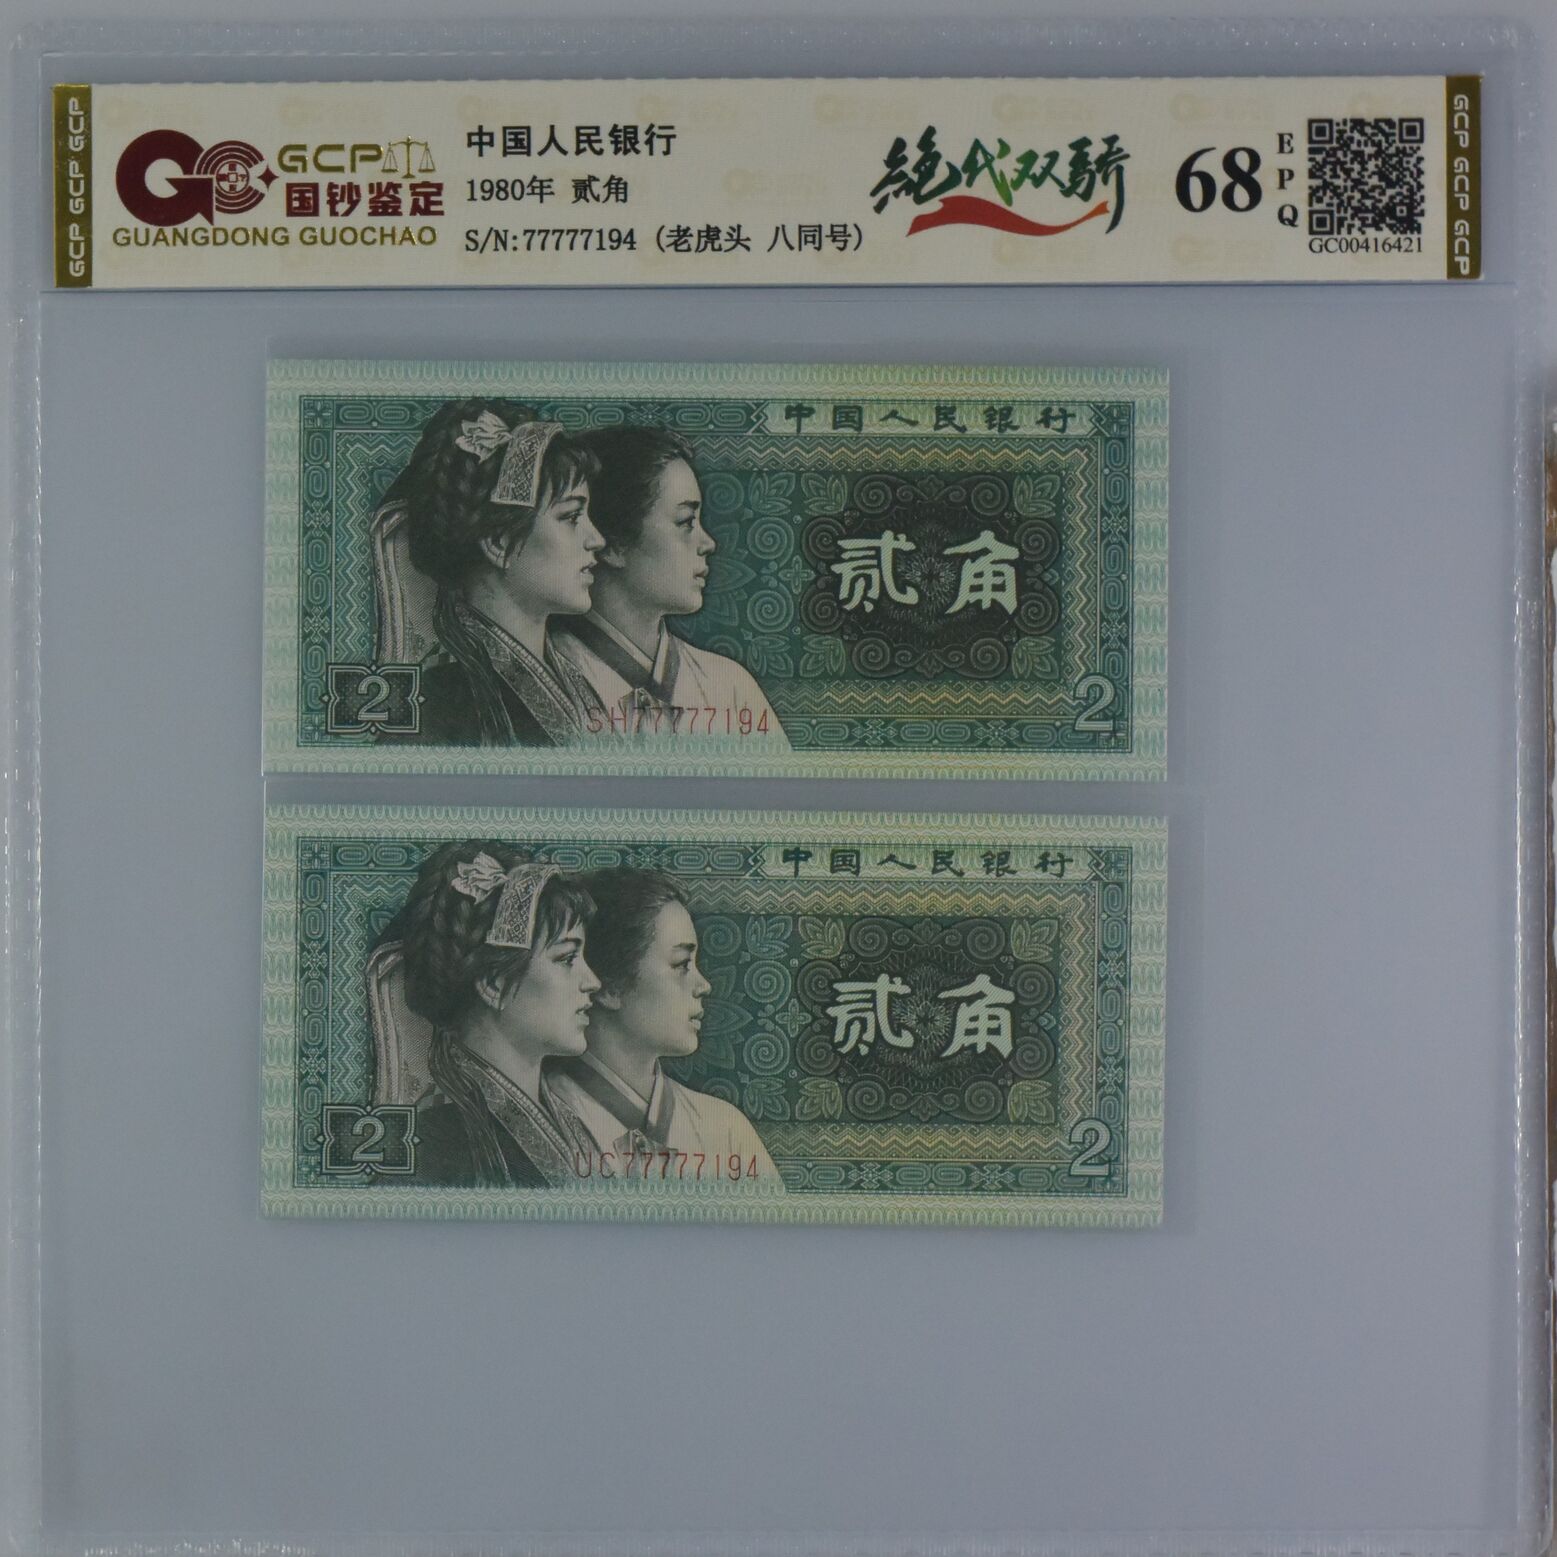 GCP
国钞鉴定
GUANGDONG GUOCHAO
中国人民银行
1980年 贰角
S/N:77777194 (老虎头 八同号)
絕代双驕
68
EPQ
GC00416421
GCP GCP GCP
GCP GCP GCP
中国人民银行
贰角
2
SH77777194
2
中国人民银行
贰角
2
UC77777194
2